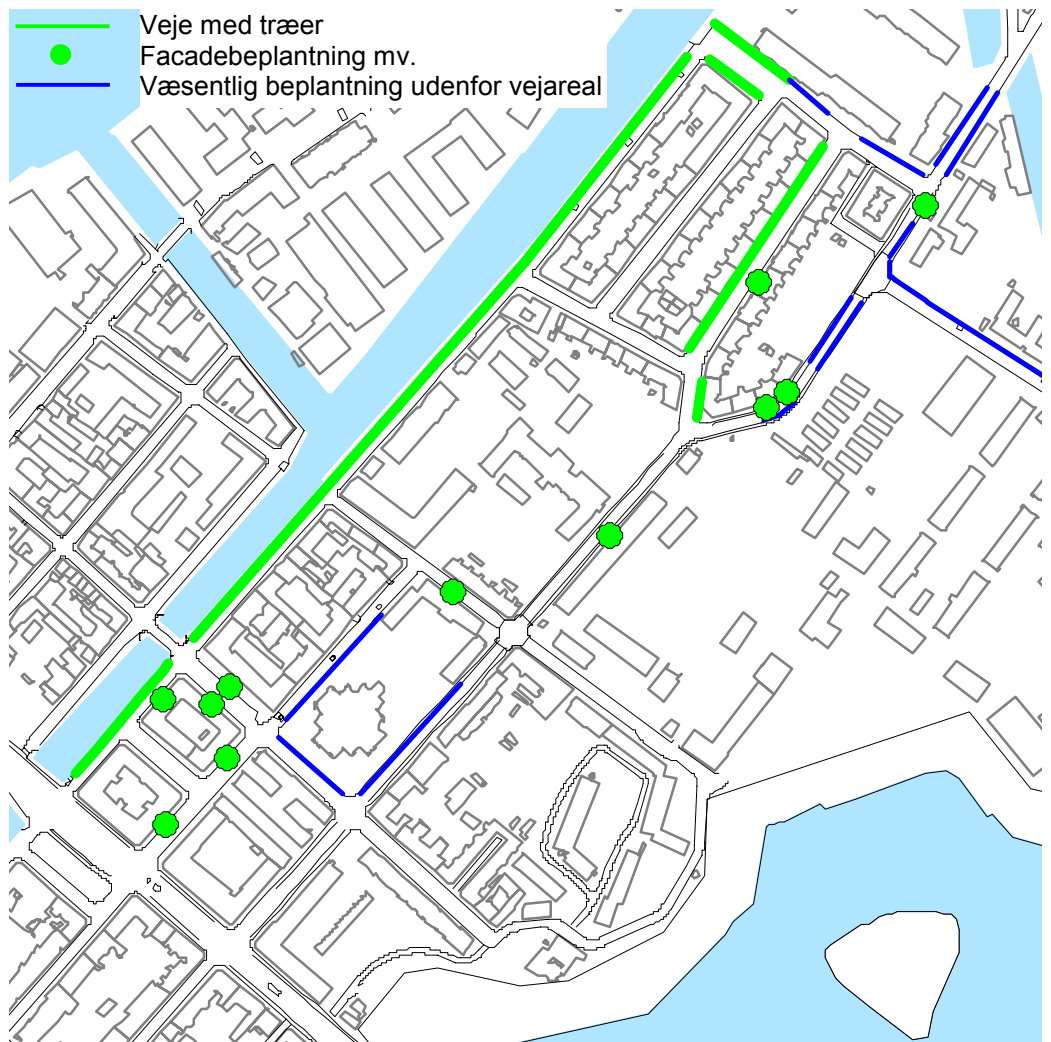 Veje med træer
Facadebeplantning mv.
Væsentlig beplantning udenfor vejareal